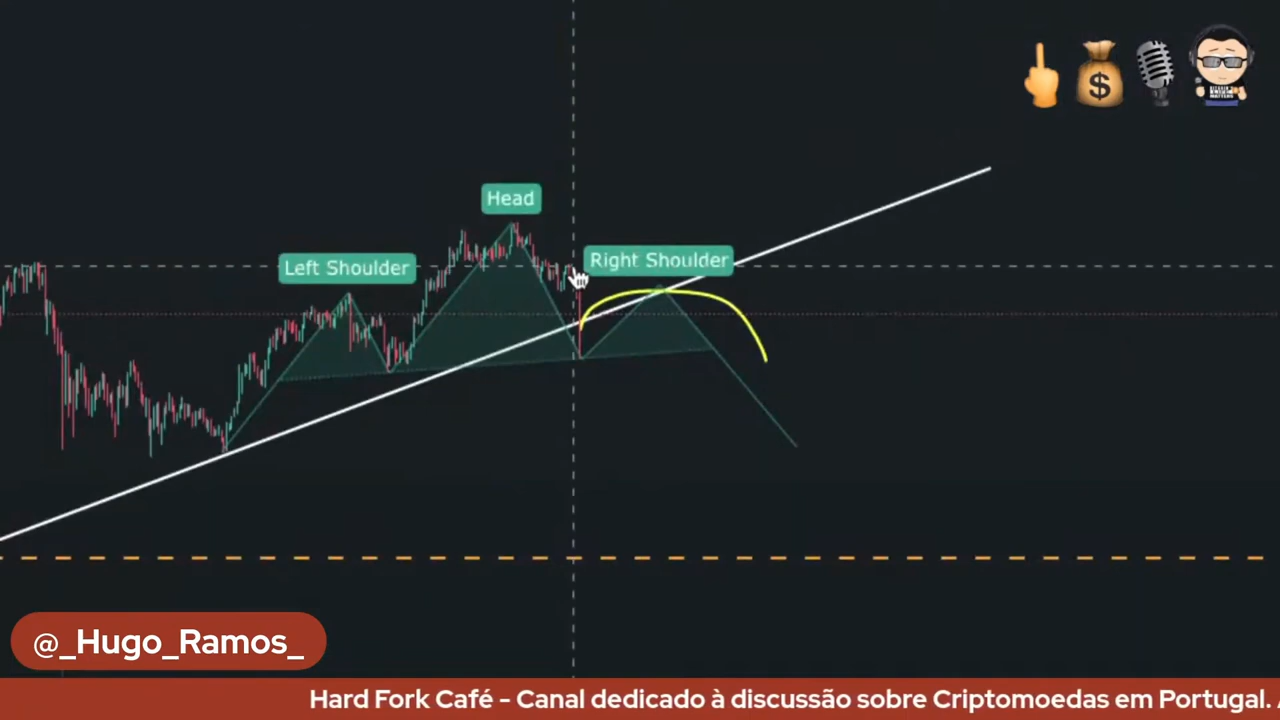 Head
Left Shoulder
Right Shoulder
@_Hugo_Ramos_
Hard Fork Café - Canal dedicado à discussão sobre Criptomoedas em Portugal.